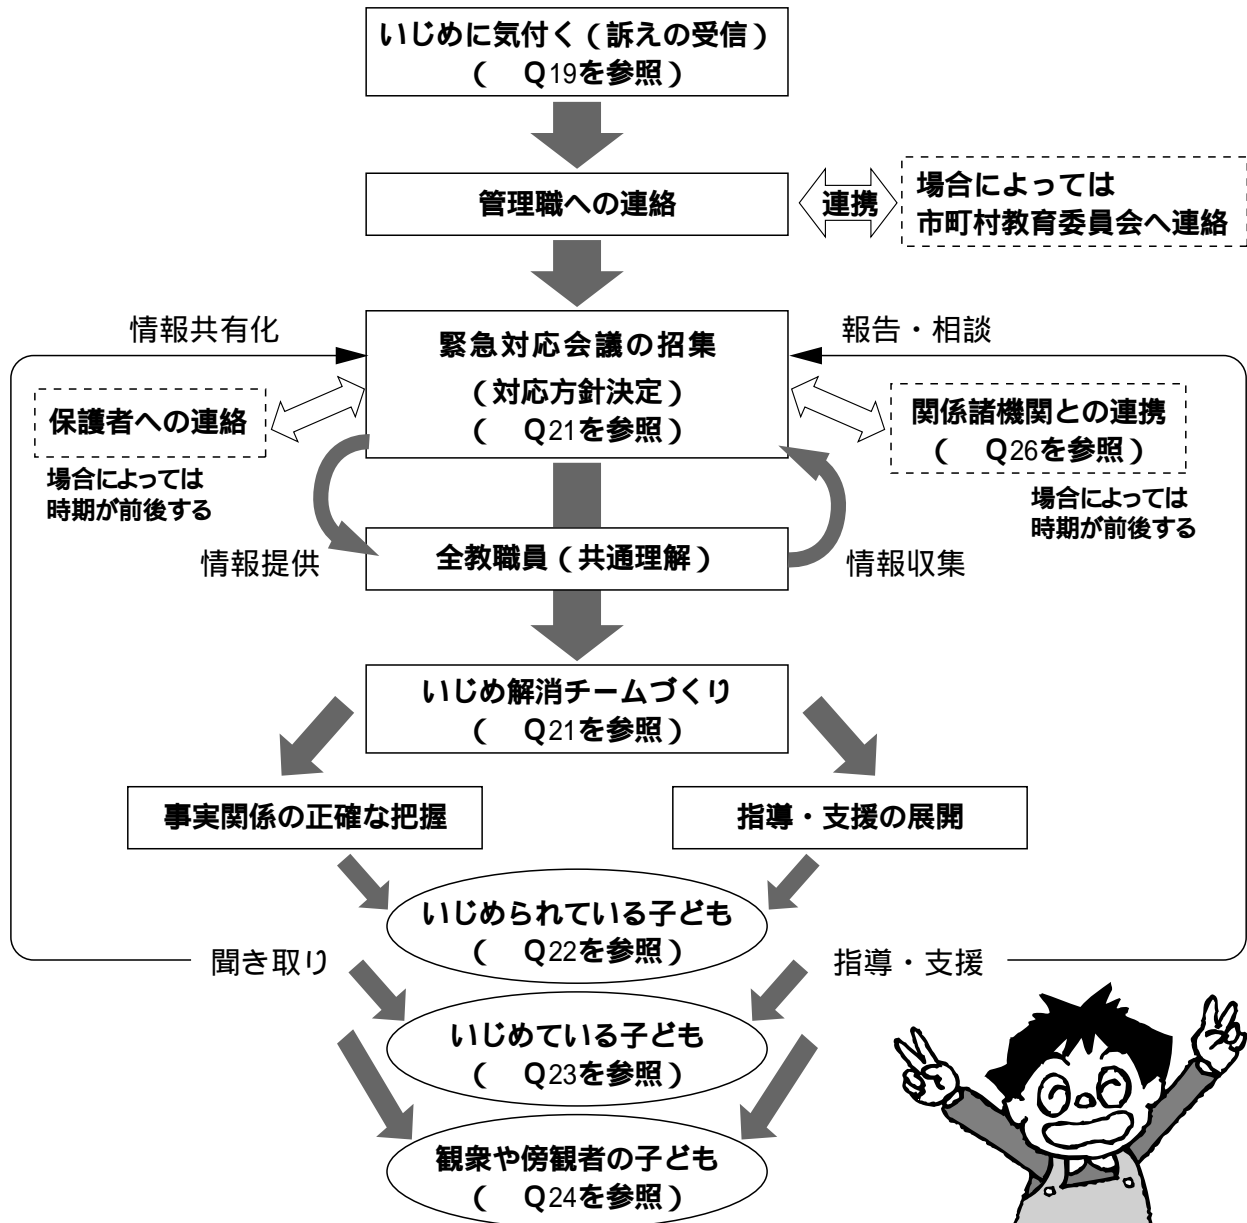 いじめに気付く(訴えの受信)
( Q19を参照)
管理職への連絡
連携
場合によっては
市町村教育委員会へ連絡
情報共有化
緊急対応会議の招集
(対応方針決定)
( Q21を参照)
報告・相談
保護者への連絡
場合によっては
時期が前後する
関係諸機関との連携
( Q26を参照)
場合によっては
時期が前後する
情報提供
全教職員(共通理解)
情報収集
いじめ解消チームづくり
( Q21を参照)
事実関係の正確な把握
指導・支援の展開
いじめられている子ども
( Q22を参照)
聞き取り
指導・支援
いじめている子ども
( Q23を参照)
観衆や傍観者の子ども
( Q24を参照)